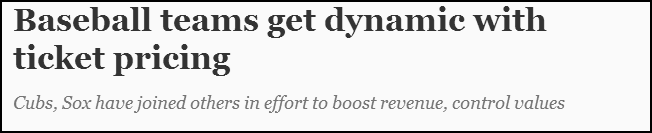 Baseball teams get dynamic with
ticket pricing
Cubs, Sox have joined others in effort to boost revenue, control values